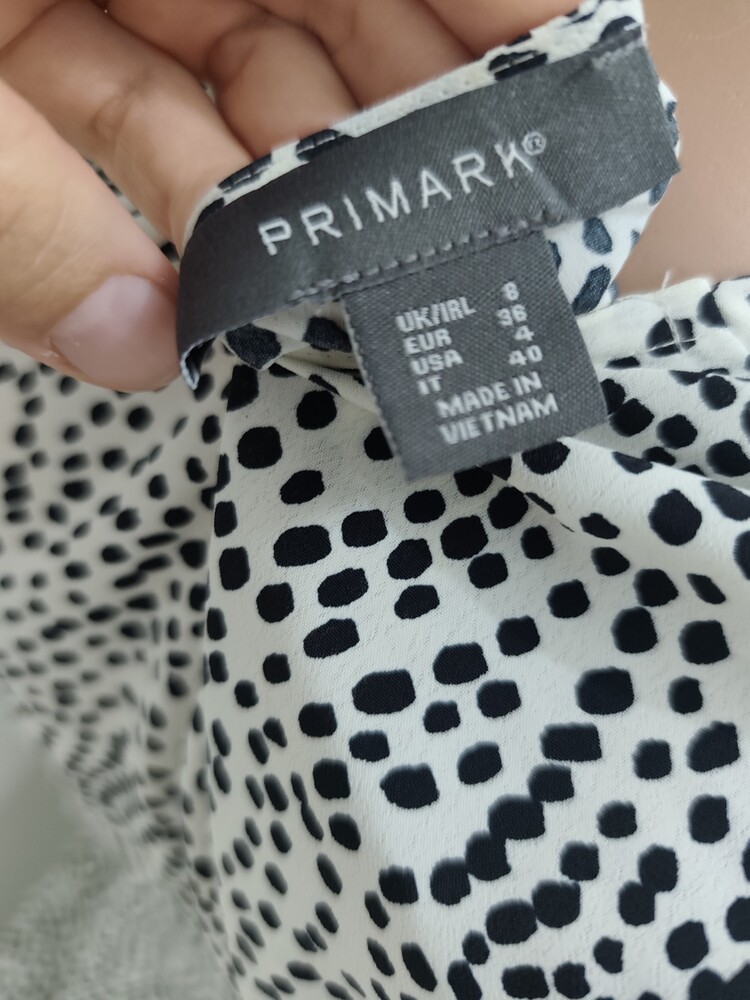 PRIMARK®
UK/IRL 8
EUR 36
USA 4
IT 40
MADE IN
VIETNAM